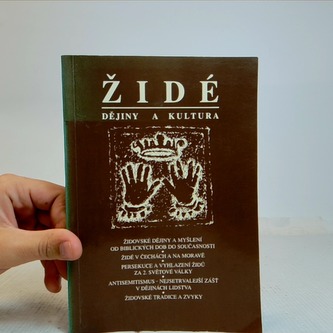 ŽIDÉ
DĚJINY A KULTURA
ŽIDOVSKÉ DĚJINY A MYŠLENÍ
OD BIBLICKÝCH DOB DO SOUČASNOSTI
ŽIDÉ V ČECHÁCH A NA MORAVĚ
PERSEKUCE A VYHLAZENÍ ŽIDŮ
ZA 2. SVĚTOVÉ VÁLKY
ANTISEMITISMUS - NEJSETRVALEJŠÍ ZÁŠŤ
V DĚJINÁCH LIDSTVA
ŽIDOVSKÉ TRADICE A ZVYKY